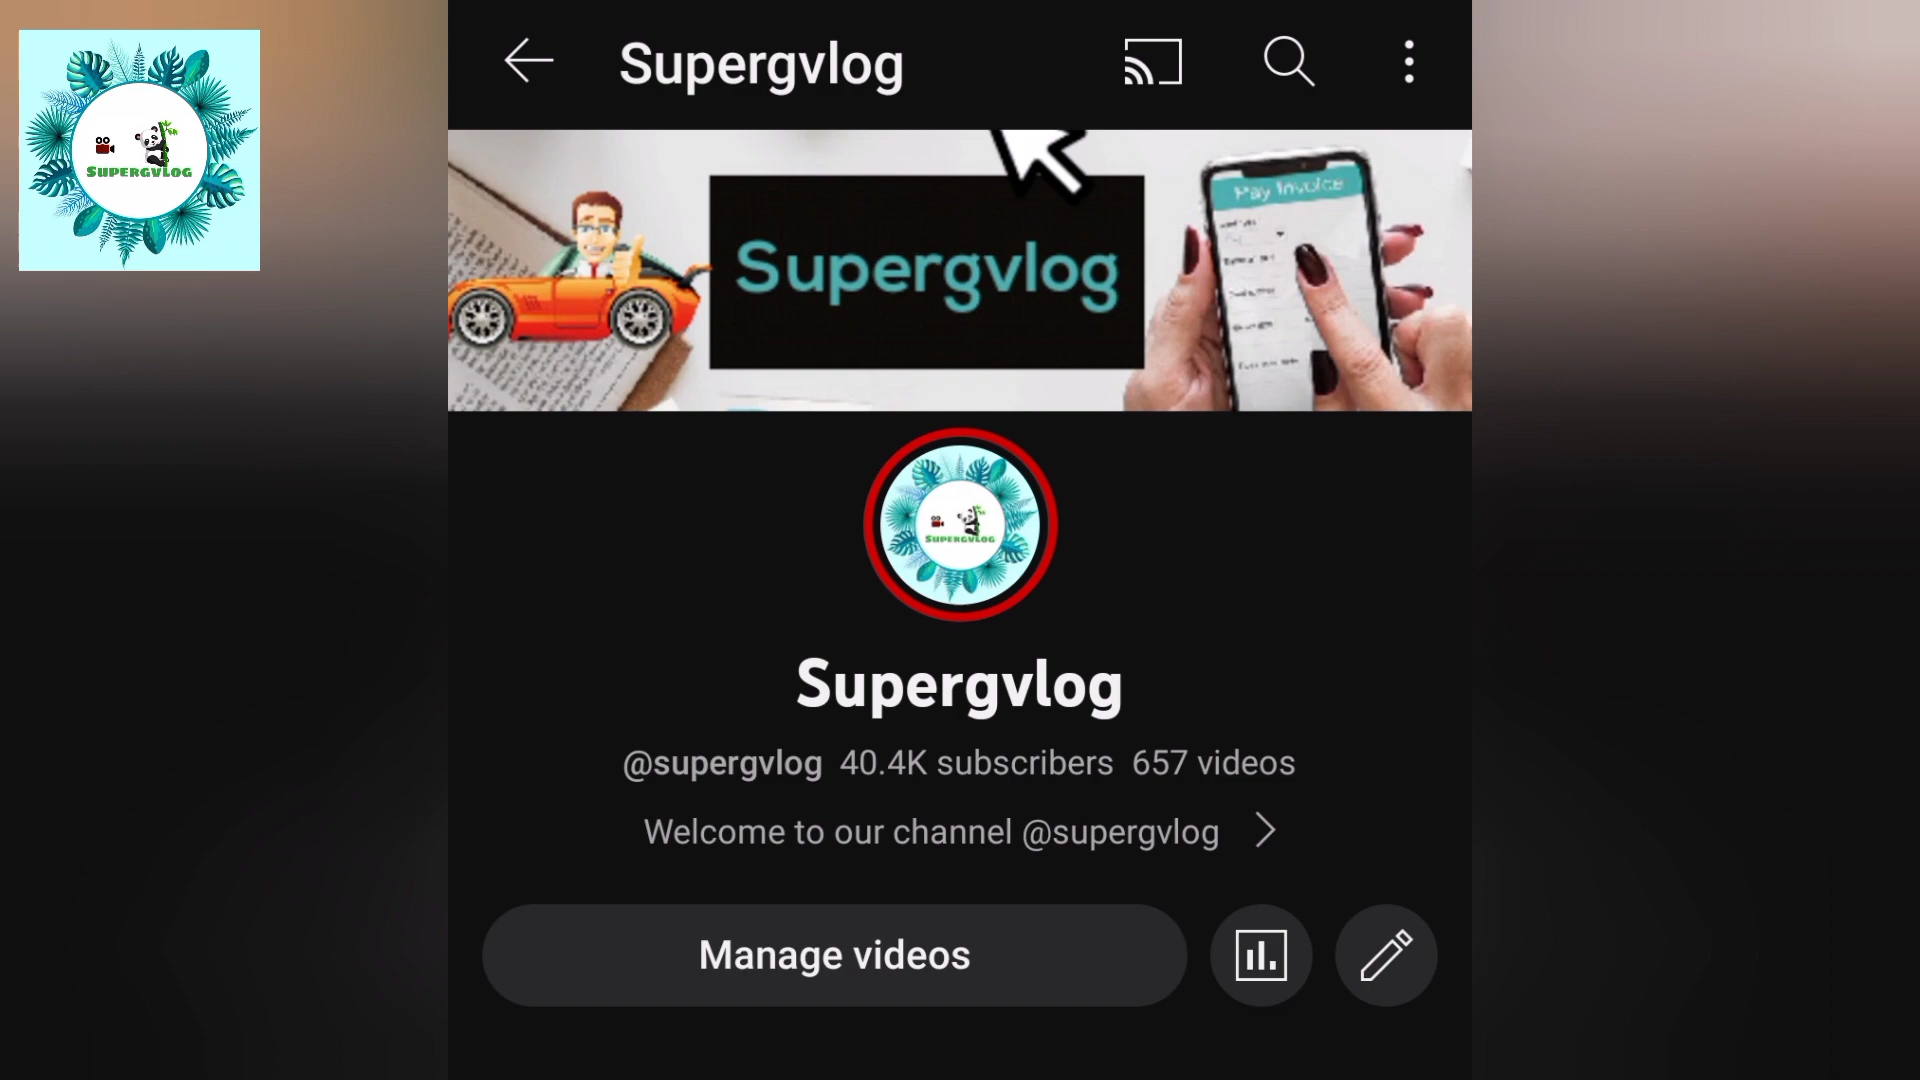 Supergvlog
SUPERGVLOG
Supergvlog
Pay Invoice
SUPERGVLOG
Supergvlog
@supergvlog 40.4K subscribers 657 videos
Welcome to our channel @supergvlog
Manage videos